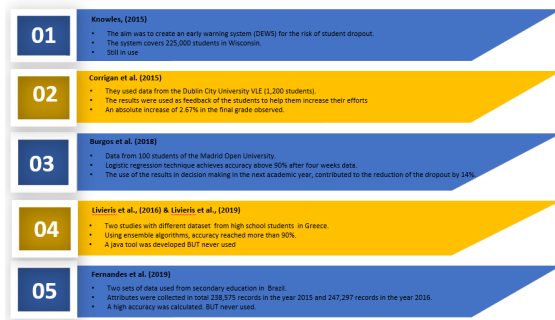 01
Knowles, (2015)
• The aim was to create an early warning system (DEWS) for the risk of student dropout.
• The system covers 225,000 students in Wisconsin.
• Still in use
02
Corrigan et al. (2015)
• They used data from the Dublin City University VLE (1,200 students).
• The results were used as feedback of the students to help them increase their efforts
• An absolute increase of 2.67% in the final grade observed.
03
Burgos et al. (2018)
• Data from 100 students of the Madrid Open University.
• Logistic regression technique achieves accuracy above 90% after four weeks data.
• The use of the results in decision making in the next academic year, contributed to the reduction of the dropout by 14%.
04
Livieris et al., (2016) & Livieris et al., (2019)
• Two studies with different dataset from high school students in Greece.
• Using ensemble algorithms, accuracy reached more than 90%.
• A java tool was developed BUT never used
05
Fernandes et al. (2019)
• Two sets of data used from secondary education in Brazil.
• Attributes were collected in total 238,575 records in the year 2015 and 247,297 records in the year 2016.
• A high accuracy was calculated BUT never used.